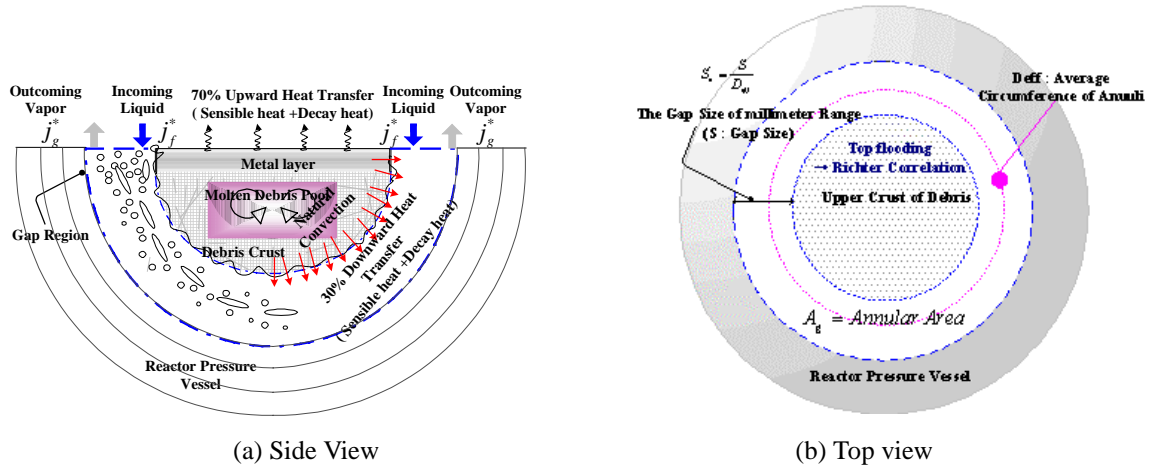 Outcoming
Vapor
j*g
Incoming
Liquid
j*f
70% Upward Heat Transfer
( Sensible heat +Decay heat)
Incoming
Liquid
j*f
Outcoming
Vapor
j*g
Metal layer
Molten Debris Pool
Natural
Convection
Debris Crust
30% Downward Heat
Transfer
( Sensible heat +Decay heat)
Gap Region
Reactor Pressure
Vessel
(a) Side View
= S
Deff : Average
Circumference of Anuuli
The Gap Size of millimeter Range
(S : Gap Size)
Top flooding
→ Richter Correlation
Upper Crust of Debris
Ag = Annular Area
Reactor Pressure Vessel
(b) Top view